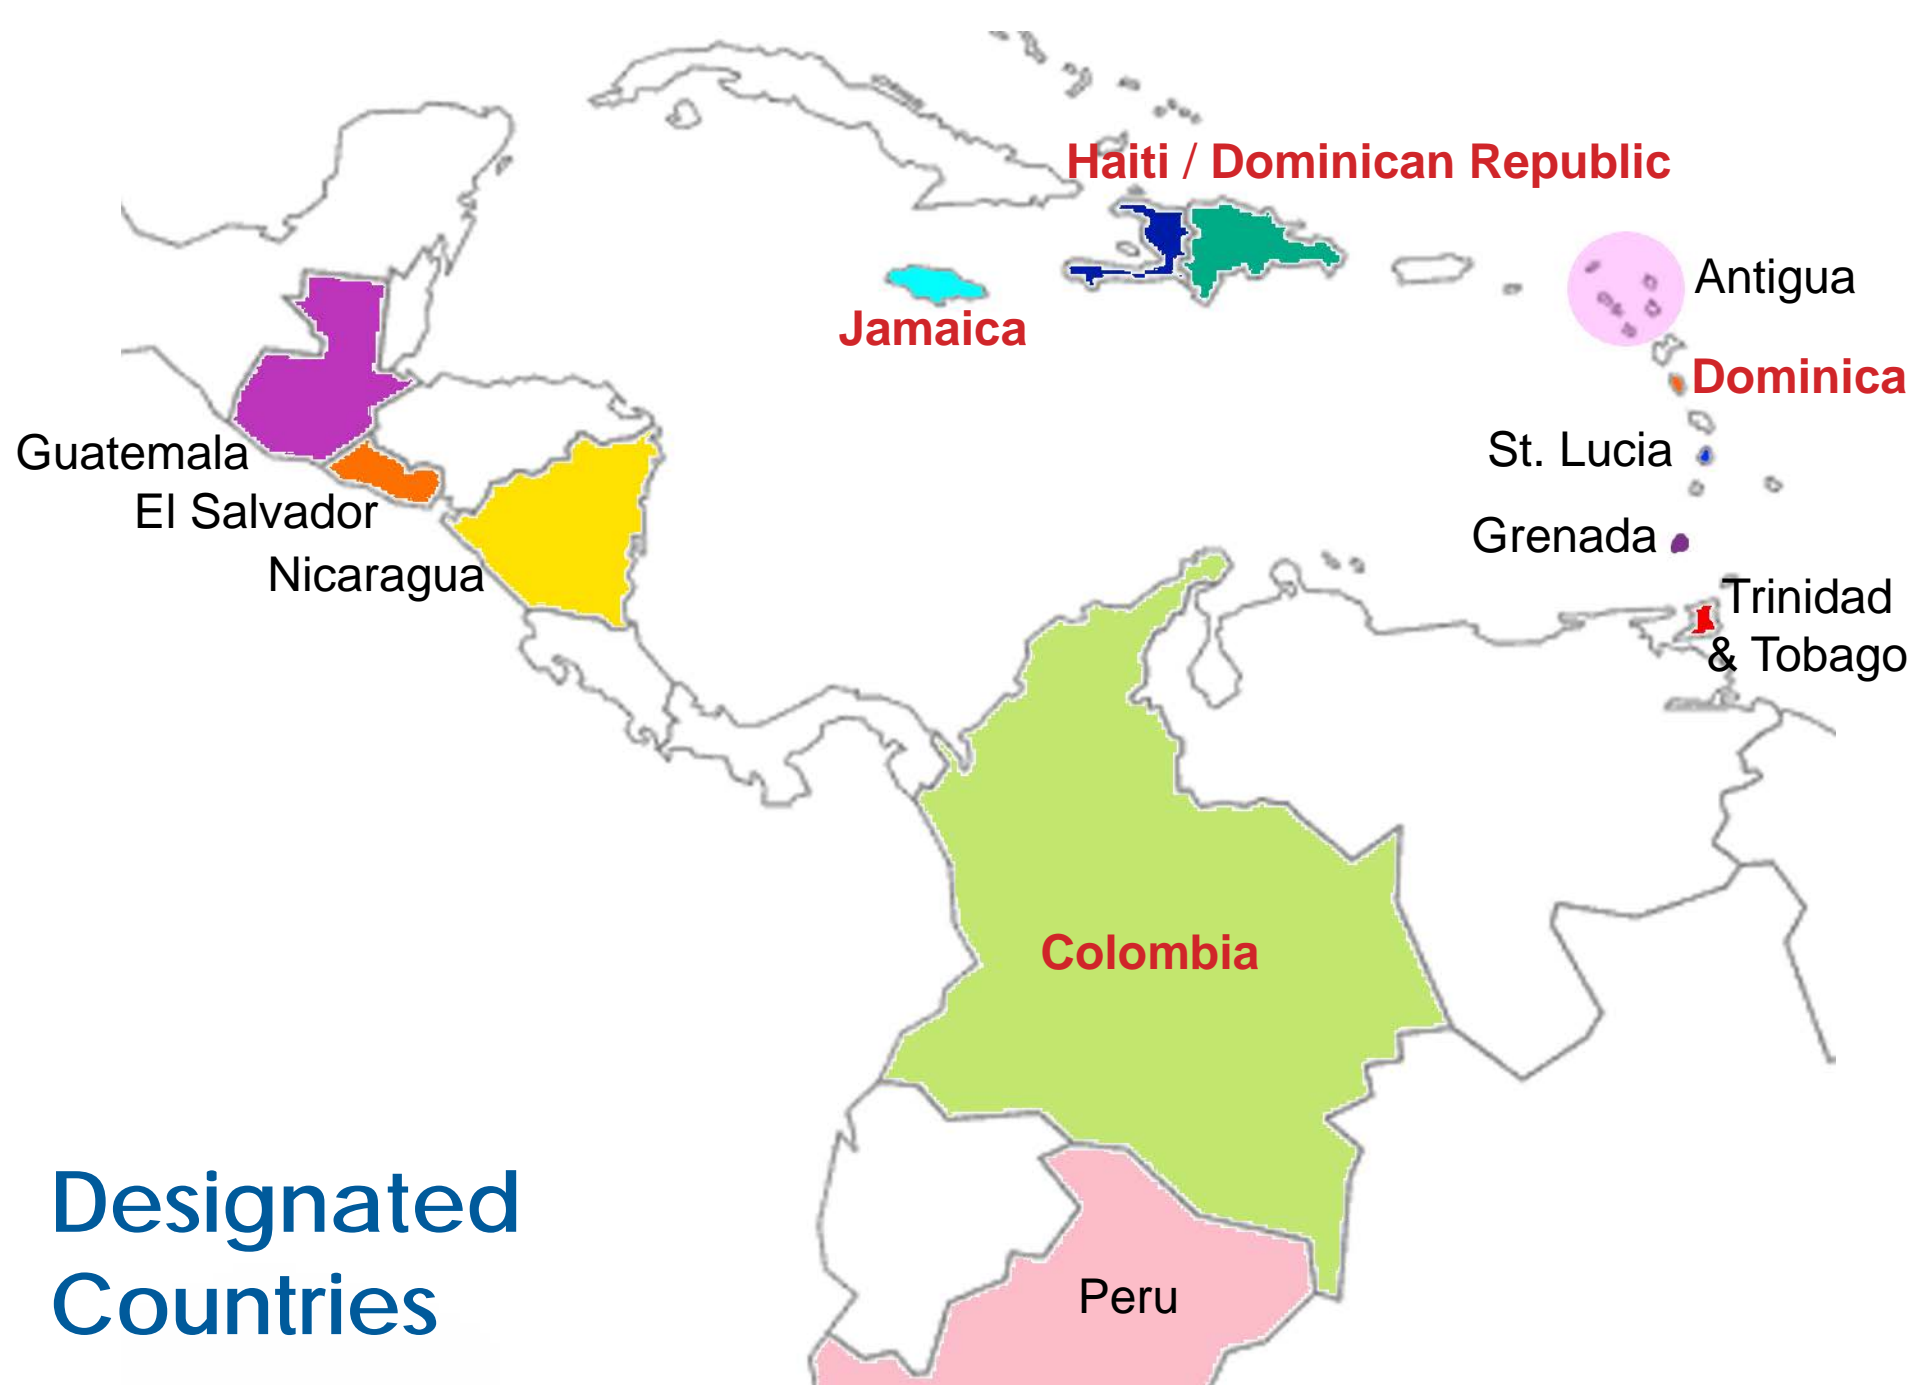 Haiti / Dominican Republic
Antigua
Jamaica
Dominica
Guatemala
St. Lucia
El Salvador
Grenada
Nicaragua
Trinidad
& Tobago
Colombia
Peru
Designated
Countries